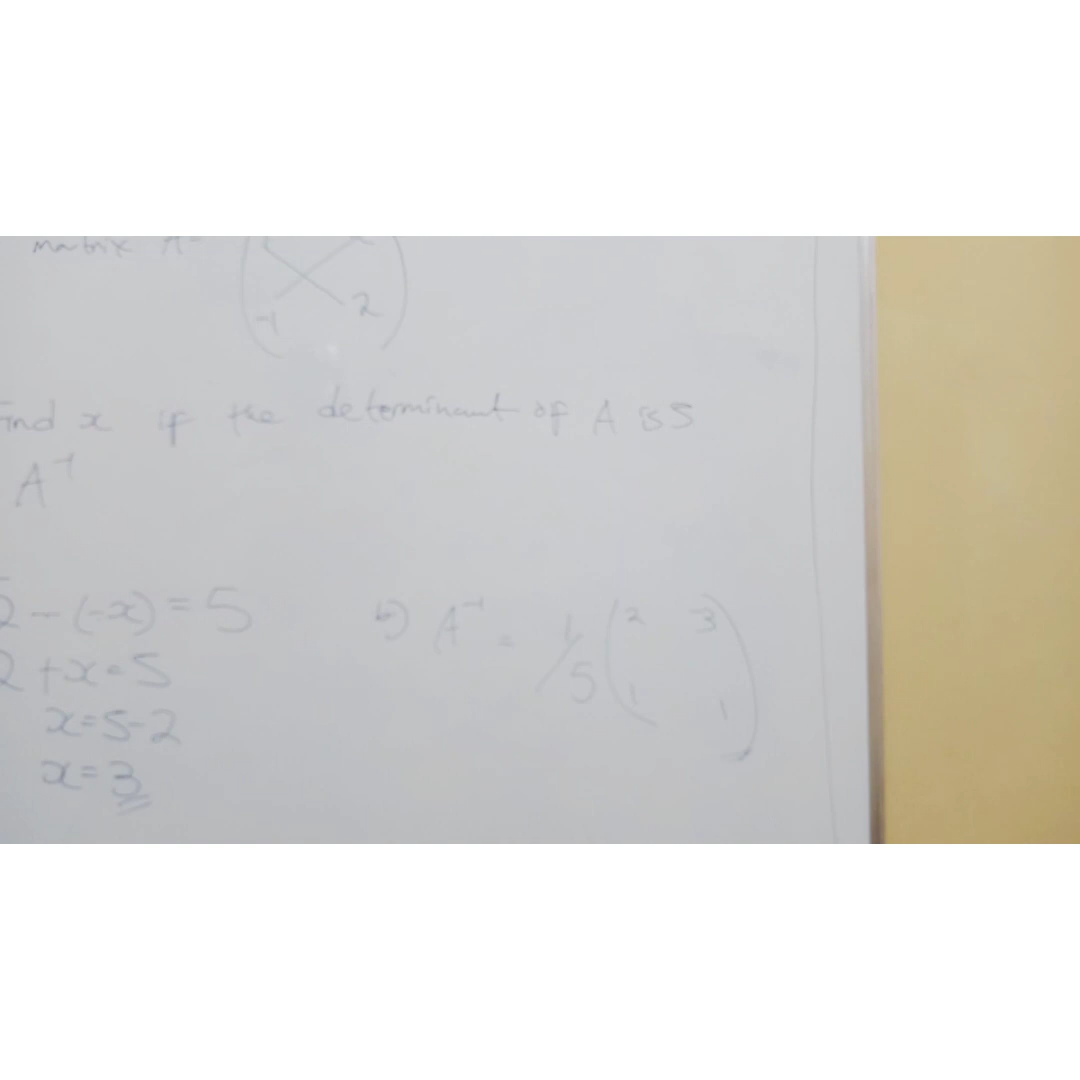 matrix A =
-1 2
Find x if the determinant of A is 5
A⁻¹
2 - (-x) = 5
2 + x = 5
x = 5 - 2
x = 3
b) A⁻¹ = 1/5 ( 2 3
1 1 )